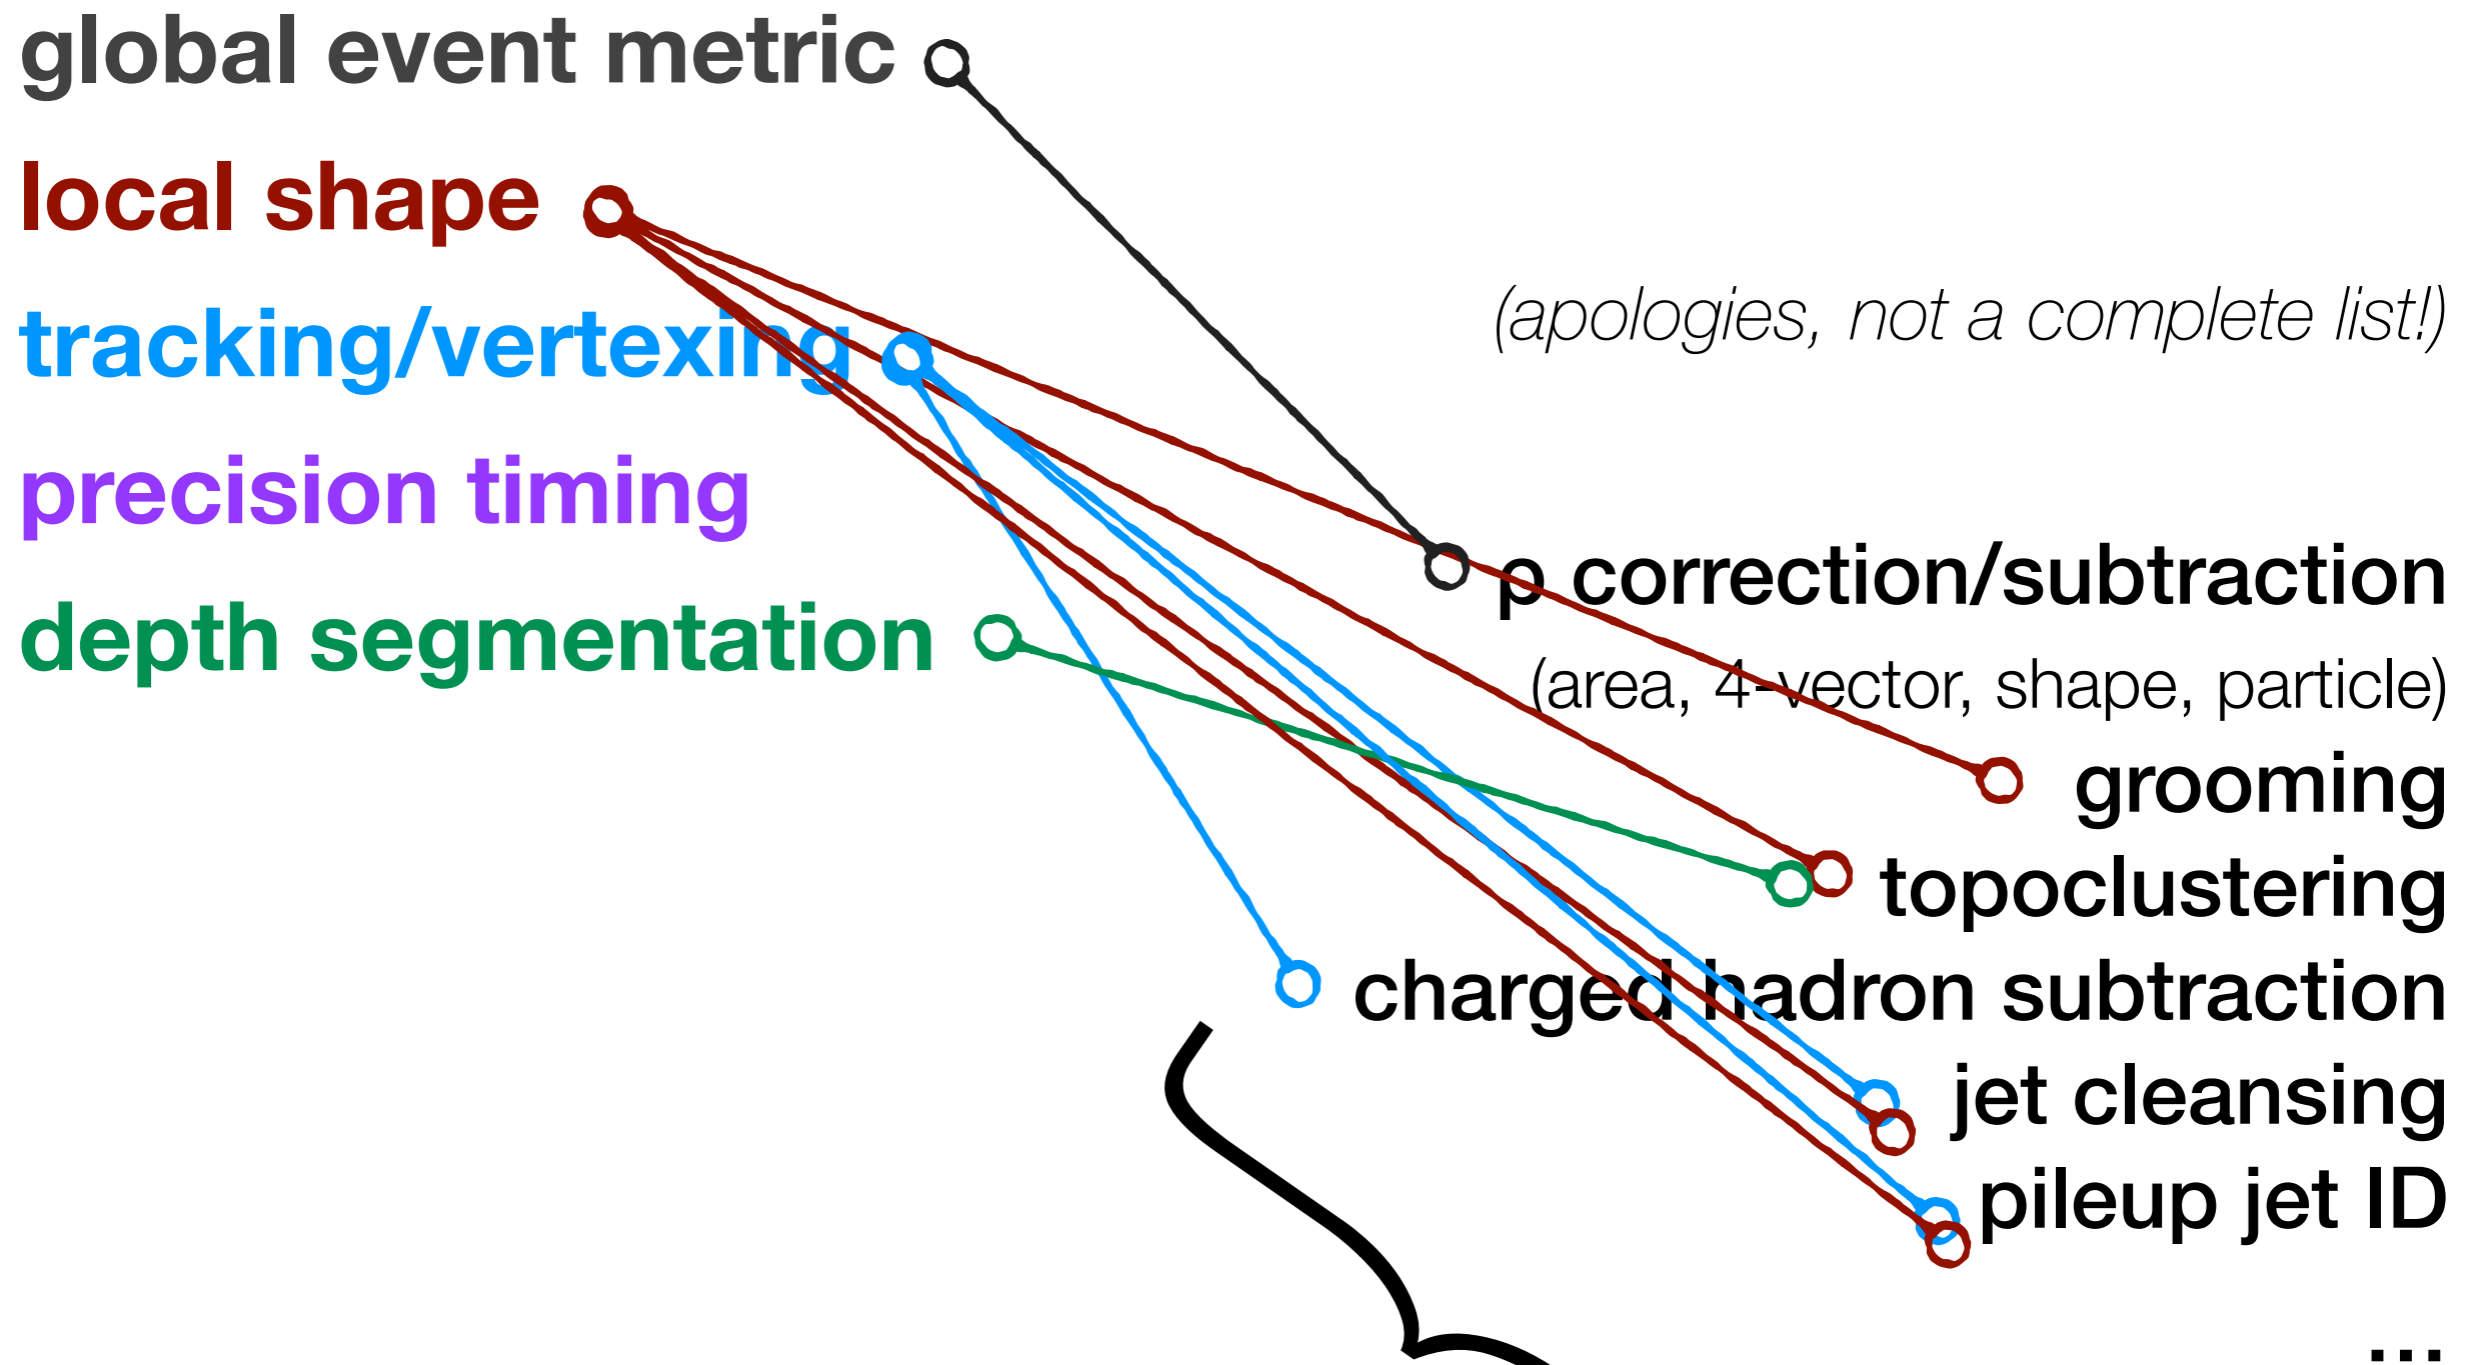 global event metric
local shape
tracking/vertexing
(apologies, not a complete list!)
precision timing
ρ correction/subtraction
depth segmentation
(area, 4-vector, shape, particle)
grooming
topoclustering
charged hadron subtraction
jet cleansing
pileup jet ID
...